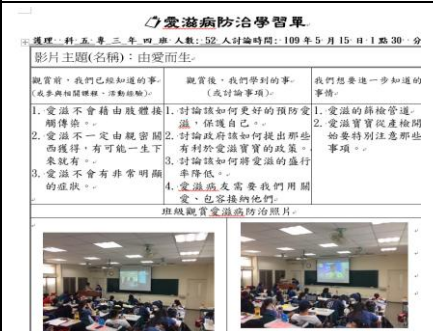 愛滋病防治學習單
護理 科五專三年四班 人數：52人討論時間：109年5月15日1點30分
影片主題(名稱)：由愛而生
觀賞前，我們已經知道的事
(或參與相關課程、活動經驗)
觀賞後，我們學到的事
(或討論事項)
我們想要進一步知道的
事情
1. 愛滋不會藉由肢體接
觸傳染。
2. 愛滋不一定由親密關
西獲得，有可能一生下
來就有。
3. 愛滋不會有非常明顯
的症狀。
1. 討論該如何更好的預防愛
滋，保護自己。
2. 討論政府該如何提出那些
有利於愛滋寶寶的政策。
3. 討論該如何將愛滋的盛行
率降低。
4. 愛滋病友需要我們用關
愛、包容接納他們
1. 愛滋的篩檢管道
2. 愛滋寶寶從產檢開
始要特別注意那些
事項。
班級觀賞愛滋病防治照片